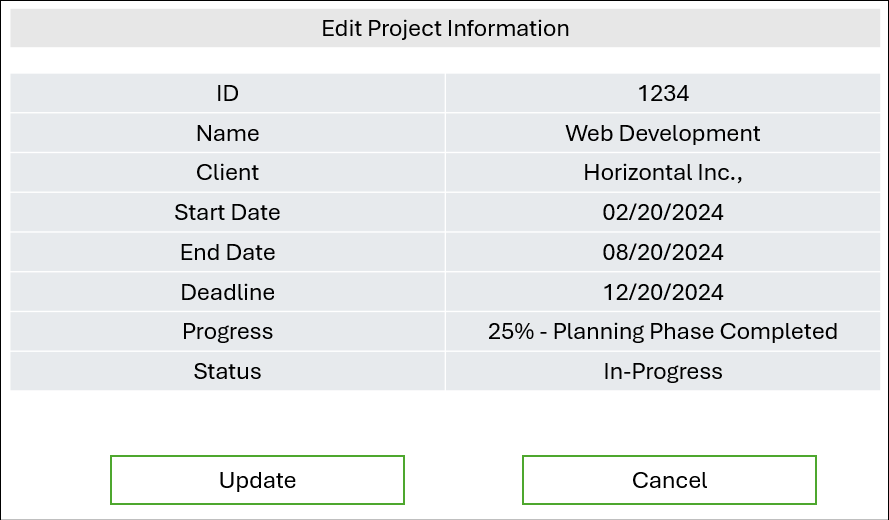 Edit Project Information
ID 1234
Name Web Development
Client Horizontal Inc.,
Start Date 02/20/2024
End Date 08/20/2024
Deadline 12/20/2024
Progress 25% - Planning Phase Completed
Status In-Progress
Update Cancel